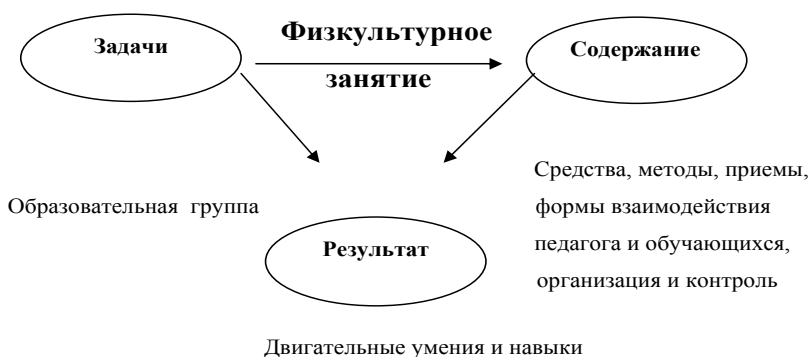 Задачи
Физкультурное
занятие
Содержание
Образовательная группа
Средства, методы, приемы,
формы взаимодействия
педагога и обучающихся,
организация и контроль
Результат
Двигательные умения и навыки